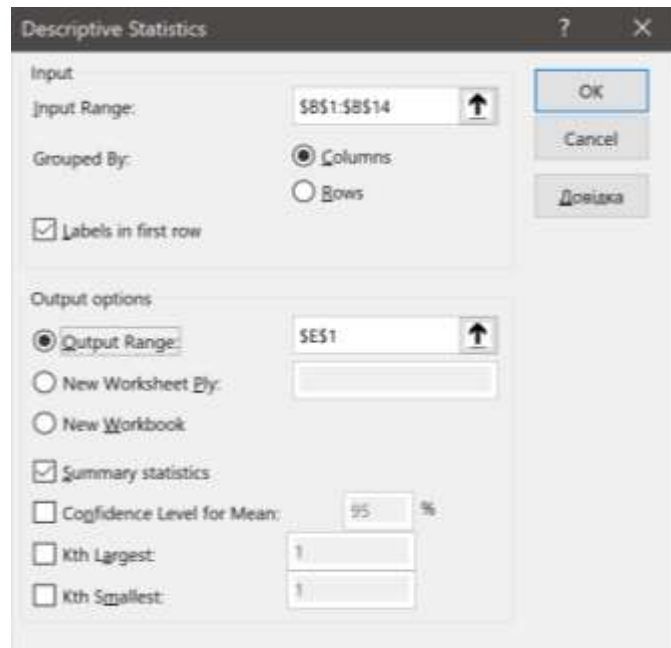 Descriptive Statistics ? ×
Input
Input Range: $B$1:$B$14
OK
Grouped By: Columns
Cancel
Rows
Довідка
Labels in first row
Output options
Output Range: $E$1
New Worksheet Ply:
New Workbook
Summary statistics
Confidence Level for Mean: 95 %
Kth Largest: 1
Kth Smallest: 1